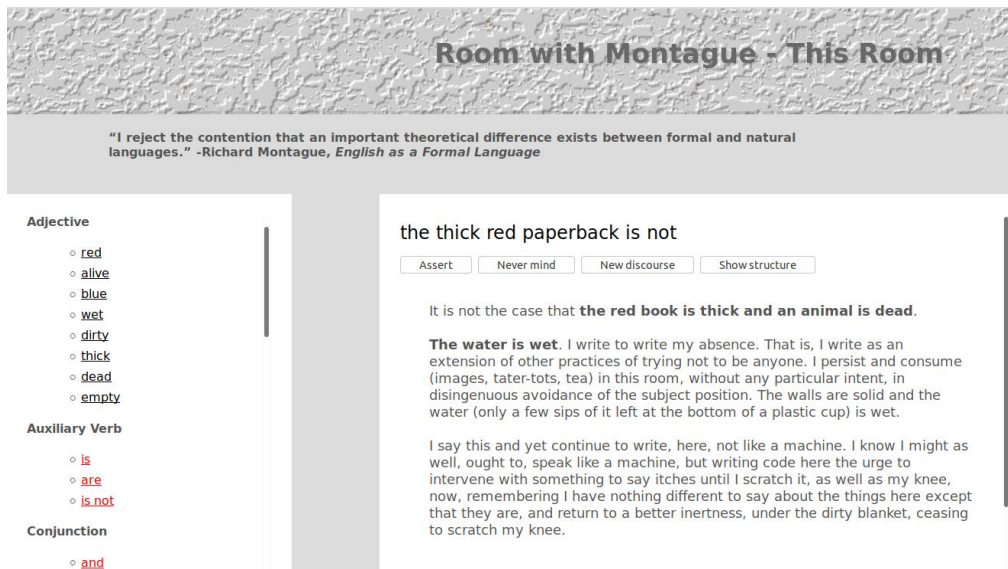 Room with Montague - This Room
“I reject the contention that an important theoretical difference exists between formal and natural
languages.” -Richard Montague, English as a Formal Language
Adjective
red
alive
blue
wet
dirty
thick
dead
empty
Auxiliary Verb
is
are
is not
Conjunction
and
the thick red paperback is not
Assert
Never mind
New discourse
Show structure
It is not the case that the red book is thick and an animal is dead.
The water is wet. I write to write my absence. That is, I write as an
extension of other practices of trying not to be anyone. I persist and consume
(images, tater-tots, tea) in this room, without any particular intent, in
disingenuous avoidance of the subject position. The walls are solid and the
water (only a few sips of it left at the bottom of a plastic cup) is wet.
I say this and yet continue to write, here, not like a machine. I know I might as
well, ought to, speak like a machine, but writing code here the urge to
intervene with something to say itches until I scratch it, as well as my knee,
now, remembering I have nothing different to say about the things here except
that they are, and return to a better inertness, under the dirty blanket, ceasing
to scratch my knee.